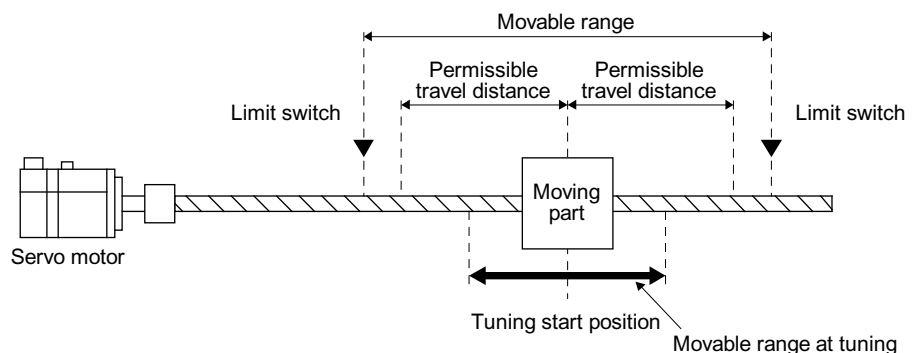 Movable range
Permissible
travel distance
Permissible
travel distance
Limit switch
Limit switch
Moving
part
Servo motor
Tuning start position
Movable range at tuning